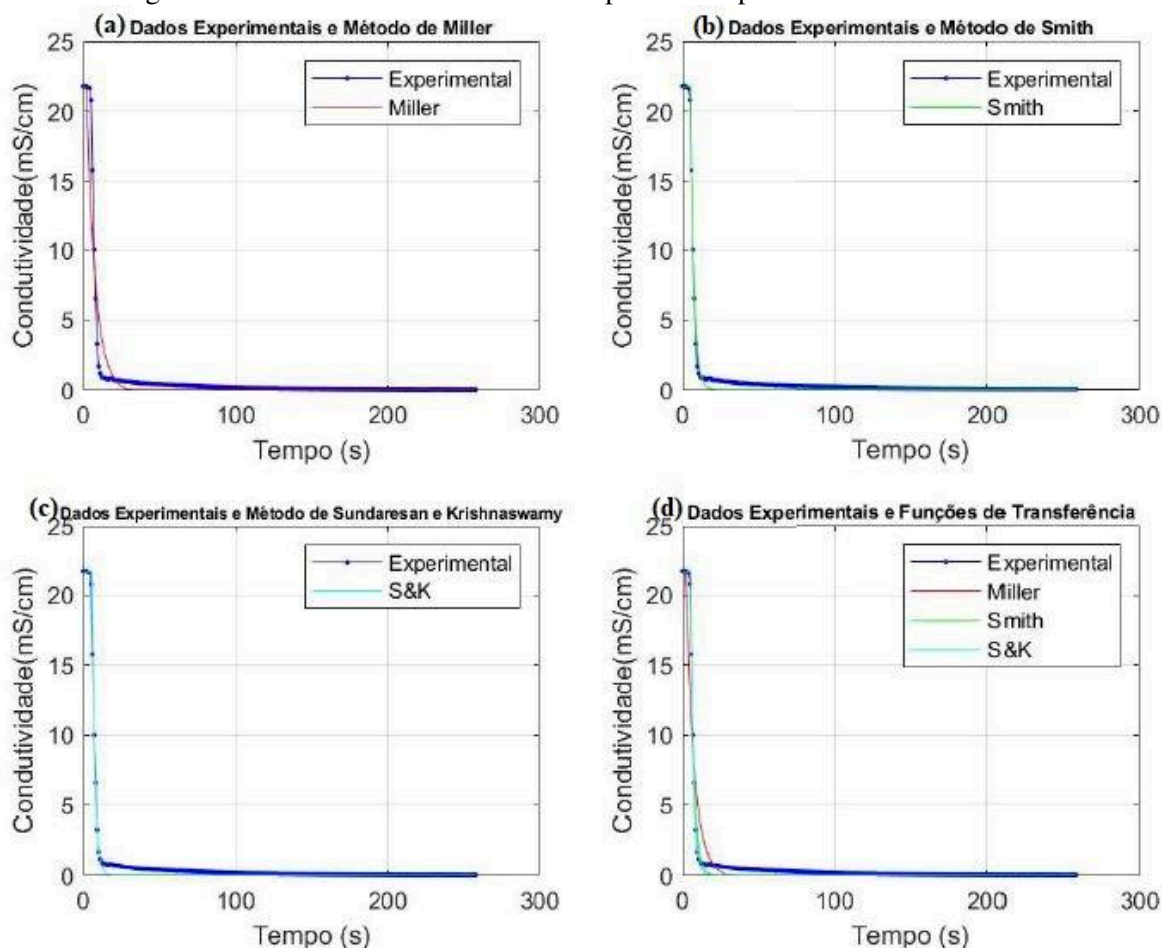 (a) Dados Experimentais e Método de Miller
25
20
15
10
5
0
0 100 200 300
Condutividade(mS/cm)
Tempo (s)
Experimental
Miller
(b) Dados Experimentais e Método de Smith
25
20
15
10
5
0
0 100 200 300
Condutividade(mS/cm)
Tempo (s)
Experimental
Smith
(c) Dados Experimentais e Método de Sundaresan e Krishnaswamy
25
20
15
10
5
0
0 100 200 300
Condutividade(mS/cm)
Tempo (s)
Experimental
S&K
(d) Dados Experimentais e Funções de Transferência
25
20
15
10
5
0
0 100 200 300
Condutividade(mS/cm)
Tempo (s)
Experimental
Miller
Smith
S&K